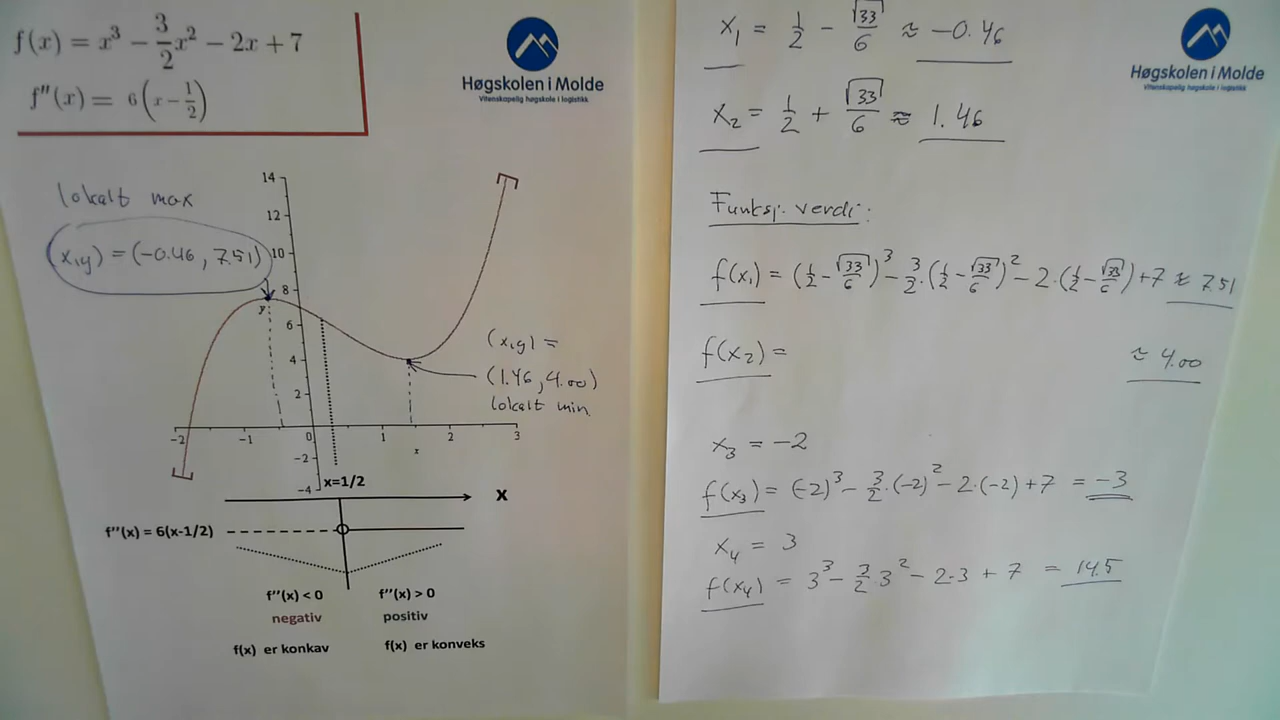 f(x) = x³ − 3/2 x² − 2x + 7
f''(x) = 6(x − 1/2)
Høgskolen i Molde
Vitenskapelig høgskole i logistikk
lokalt max
(x,y) = (-0.46, 7.51)
14
12
10
8
y
6
4
2
-2 -1 0 1 2 3
x
-2
-4
(x,y) =
(1.46, 4.00)
lokalt min
x=1/2
x
f''(x) = 6(x-1/2)
f''(x) < 0 f''(x) > 0
negativ positiv
f(x) er konkav f(x) er konveks
x₁ = 1/2 − √33/6 ≈ −0.46
x₂ = 1/2 + √33/6 ≈ 1.46
Høgskolen i Molde
Vitenskapelig høgskole i logistikk
Funksj. verdi:
f(x₁) = (1/2 − √33/6)³ − 3/2·(1/2 − √33/6)² − 2·(1/2 − √33/6) + 7 ≈ 7.51
f(x₂) = ≈ 4.00
x₃ = −2
f(x₃) = (-2)³ − 3/2·(-2)² − 2·(-2) + 7 = −3
x₄ = 3
f(x₄) = 3³ − 3/2 3² − 2·3 + 7 = 14.5